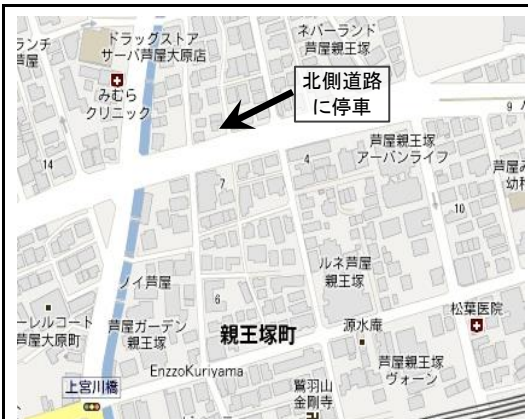 ランチ
芦屋
ドラッグストア
サーバ芦屋大原店
みむら
クリニック
ネバーランド
芦屋親王塚
北側道路
に停車
9
14
7
4
芦屋親王塚
アーバンライフ
芦屋み
幼稚
10
ノイ芦屋
ルネ芦屋
親王塚
6
ーレルコート
芦屋大原町
芦屋ガーデン
親王塚
親王塚町
源水庵
松葉医院
EnzzoKuriyama
芦屋親王塚
ヴォーン
上宮川橋
鷲羽山
金剛寺